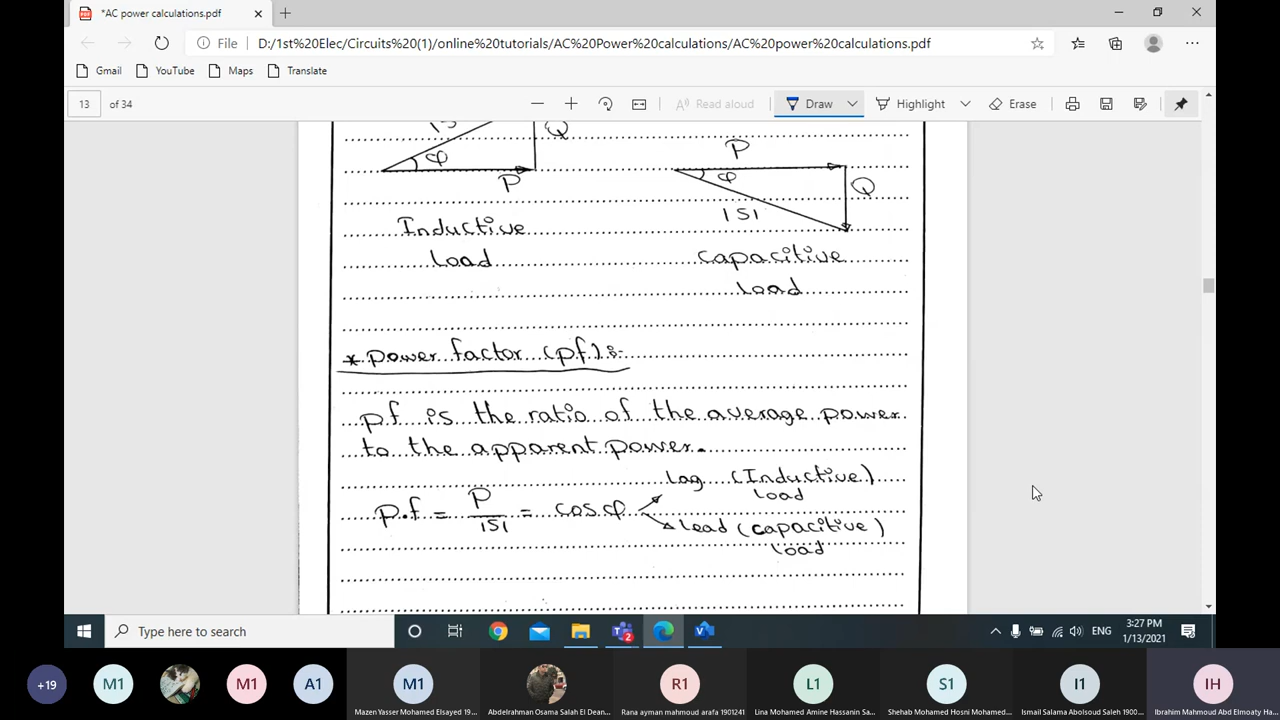 *AC power calculations.pdf
File
D:/1st%20Elec/Circuits%20(1)/online%20tutorials/AC%20Power%20calculations/AC%20power%20calculations.pdf
Gmail YouTube Maps Translate
13 of 34
Read aloud Draw Highlight Erase
φ Q
P
Inductive
Load
P
φ Q
|S|
capacitive
load
* power factor (pf) :-
pf is the ratio of the average power
to the apparent power.
p.f = P/|S| = cos φ
Lag (Inductive)
load
Lead (capacitive)
load
Type here to search
ENG
3:27 PM
1/13/2021
2
+19
M1
M1
A1
M1
R1
L1
S1
I1
IH
Mazen Yasser Mohamed Elsayed 19...
Abdelrahman Osama Salah El Dean...
Rana ayman mahmoud arafa 1901241
Lina Mohamed Amine Hassanin Sal...
Shehab Mohamed Hosni Mohamed...
Ismail Salama Abolsoud Saleh 1900...
Ibrahim Mahmoud Abd Elmoaty Ha...